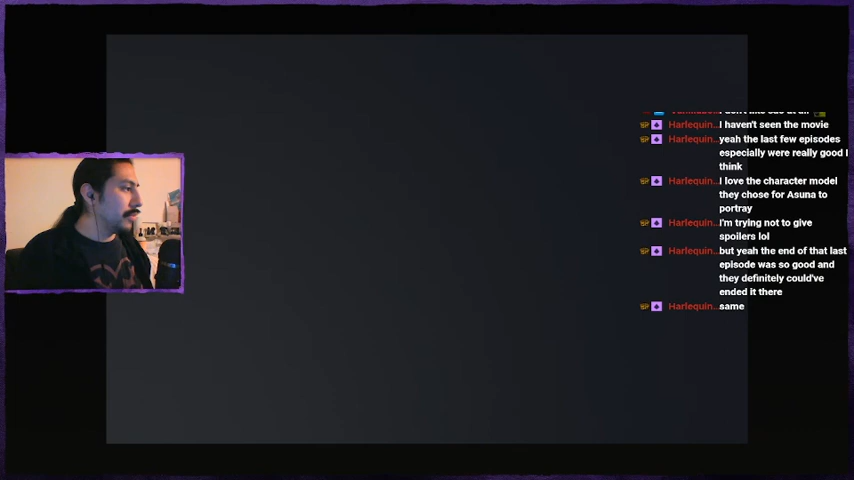 Harlequin... I haven't seen the movie
Harlequin... yeah the last few episodes
especially were really good I
think
Harlequin... I love the character model
they chose for Asuna to
portray
Harlequin... I'm trying not to give
spoilers lol
Harlequin... but yeah the end of that last
episode was so good and
they definitely could've
ended it there
Harlequin... same